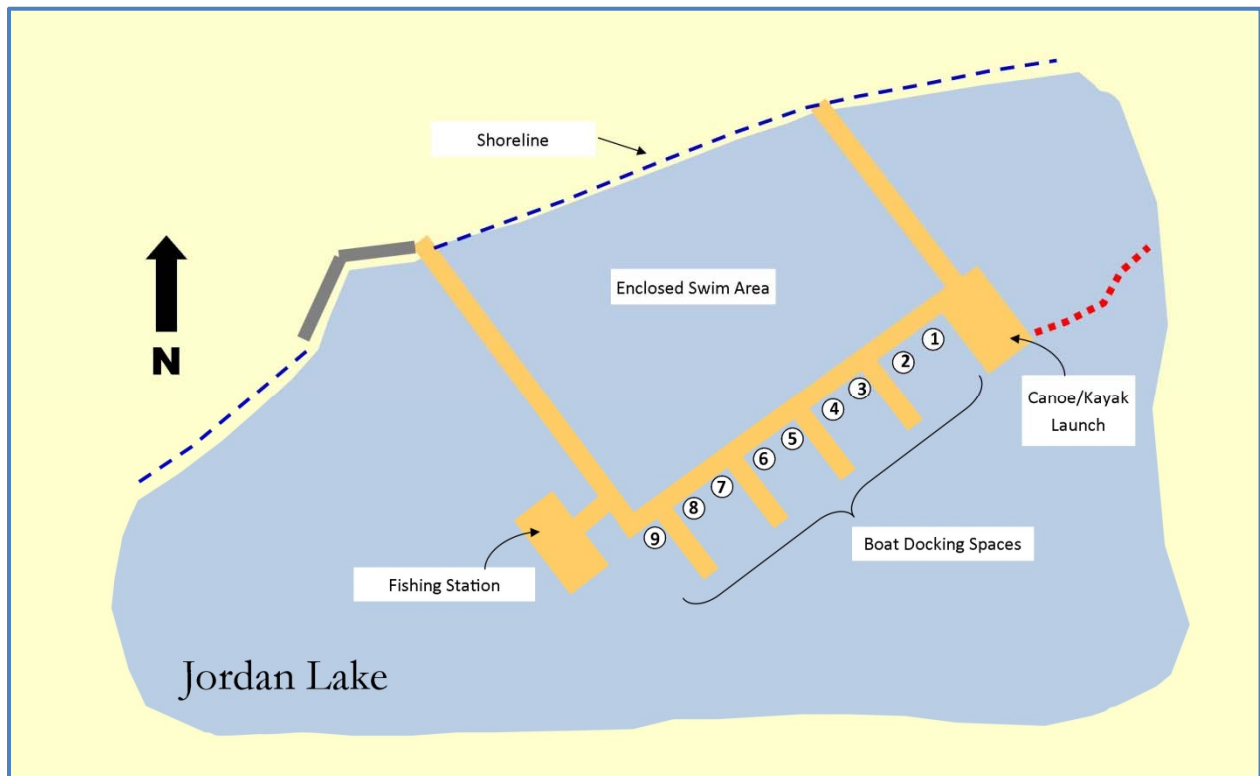 Shoreline
N
Enclosed Swim Area
1
2
3
4
5
6
7
8
9
Canoe/Kayak
Launch
Boat Docking Spaces
Fishing Station
Jordan Lake